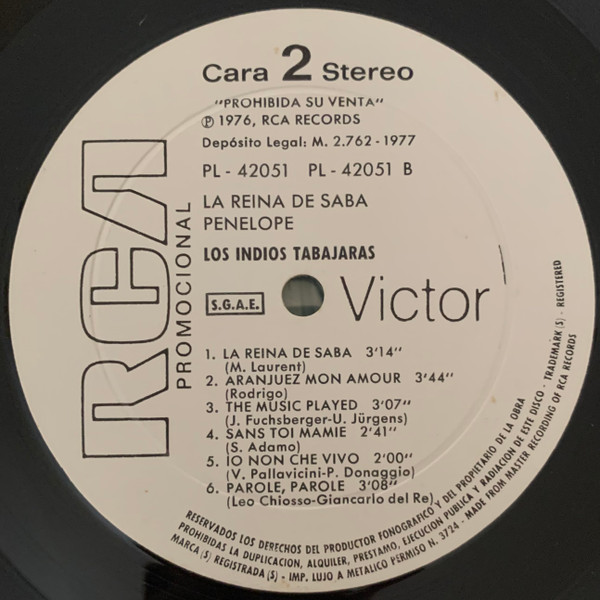 Cara 2 Stereo
"PROHIBIDA SU VENTA"
Ⓟ 1976, RCA RECORDS
Depósito Legal: M. 2.762 - 1977
PL - 42051 PL - 42051 B
LA REINA DE SABA
PENELOPE
LOS INDIOS TABAJARAS
RCA
PROMOCIONAL
S.G.A.E.
Victor
1. LA REINA DE SABA 3'14"
(M. Laurent)
2. ARANJUEZ MON AMOUR 3'44"
(Rodrigo)
3. THE MUSIC PLAYED 3'07"
(J. Fuchsberger-U. Jürgens)
4. SANS TOI MAMIE 2'41"
(S. Adamo)
5. IO NON CHE VIVO 2'00"
(V. Pallavicini-P. Donaggio)
6. PAROLE, PAROLE 3'08"
(Leo Chiosso-Giancarlo del Re)
RESERVADOS LOS DERECHOS DEL PRODUCTOR FONOGRAFICO Y DEL PROPIETARIO DE LA OBRA
PROHIBIDAS LA DUPLICACION, ALQUILER, PRESTAMO, EJECUCION PUBLICA Y RADIACION DE ESTE DISCO - TRADEMARK (S) - REGISTERED
MARCA (S) REGISTRADA (S) - IMP. LUJO A METALICO PERMISO N. 3724 - MADE FROM MASTER RECORDING OF RCA RECORDS